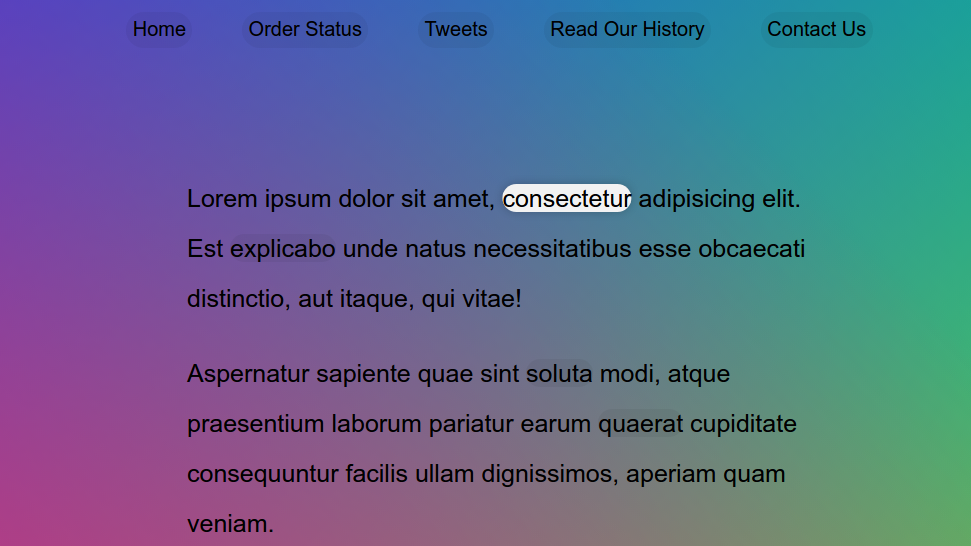 Home Order Status Tweets Read Our History Contact Us
Lorem ipsum dolor sit amet, consectetur adipisicing elit.
Est explicabo unde natus necessitatibus esse obcaecati
distinctio, aut itaque, qui vitae!
Aspernatur sapiente quae sint soluta modi, atque
praesentium laborum pariatur earum quaerat cupiditate
consequuntur facilis ullam dignissimos, aperiam quam
veniam.